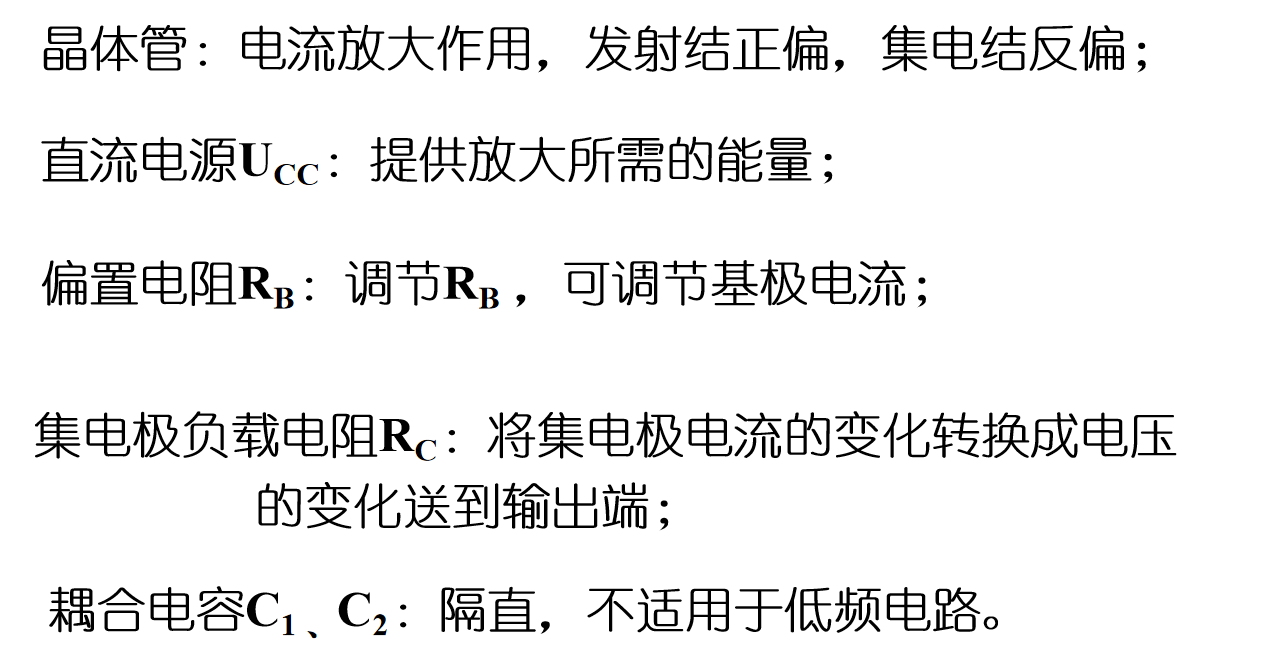 晶体管：电流放大作用，发射结正偏，集电结反偏；
直流电源UCC：提供放大所需的能量；
偏置电阻RB：调节RB，可调节基极电流；
集电极负载电阻RC：将集电极电流的变化转换成电压
的变化送到输出端；
耦合电容C1、C2：隔直，不适用于低频电路。